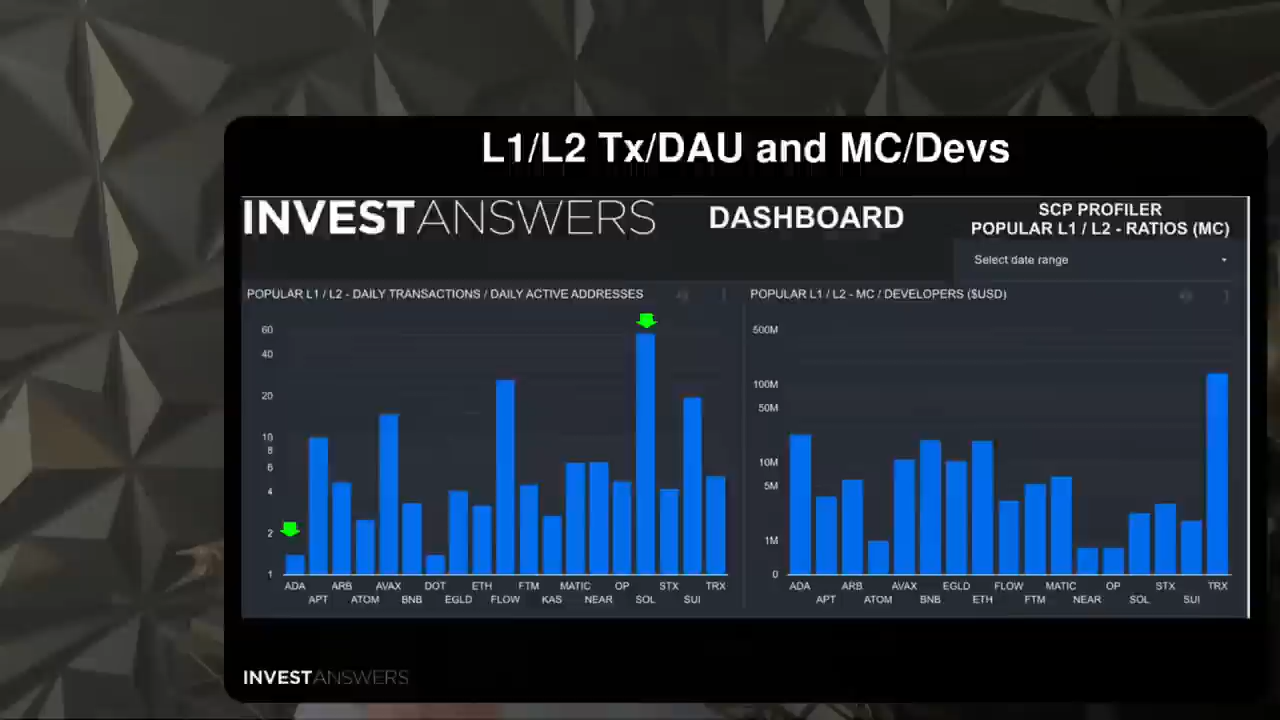 L1/L2 Tx/DAU and MC/Devs
INVESTANSWERS
DASHBOARD
SCP PROFILER
POPULAR L1 / L2 - RATIOS (MC)
Select date range
POPULAR L1 / L2 - DAILY TRANSACTIONS / DAILY ACTIVE ADDRESSES
60
40
20
10
8
6
4
2
1
ADA ARB AVAX DOT ETH FTM MATIC OP STX TRX
APT ATOM BNB EGLD FLOW KAS NEAR SOL SUI
POPULAR L1 / L2 - MC / DEVELOPERS ($USD)
500M
100M
50M
10M
5M
1M
0
ADA ARB AVAX EGLD FLOW MATIC OP STX TRX
APT ATOM BNB ETH FTM NEAR SOL SUI
INVESTANSWERS